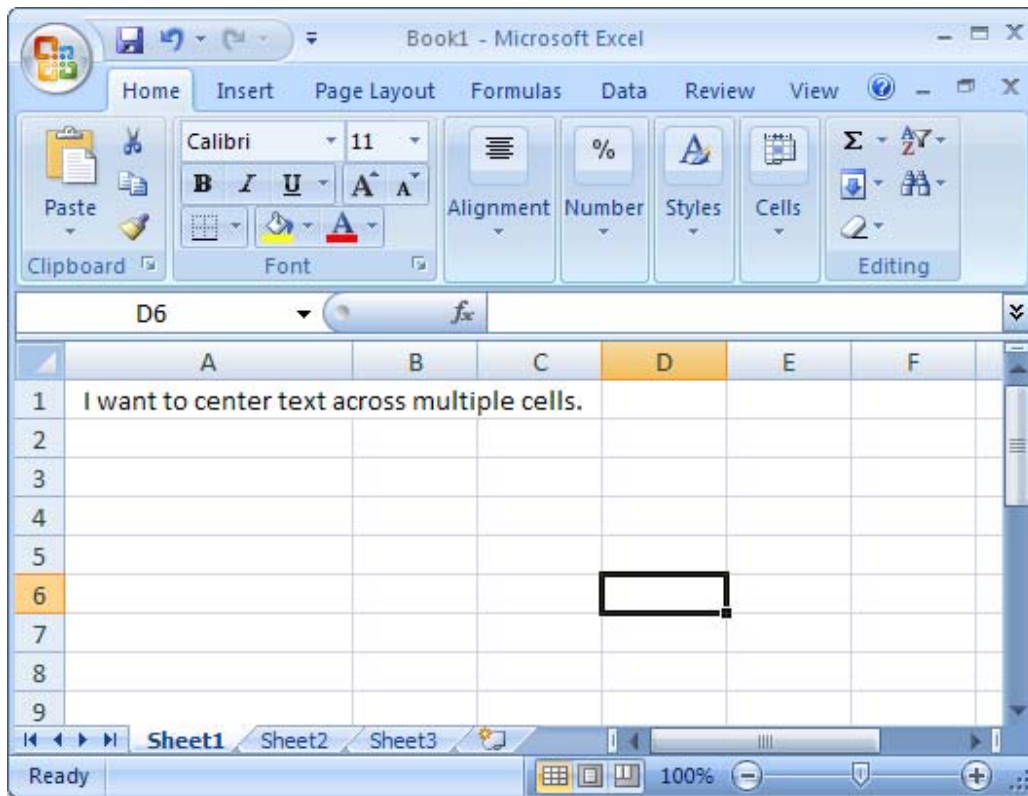 Book1 - Microsoft Excel
Home Insert Page Layout Formulas Data Review View
Calibri 11
B I U A A
% A Σ A Z
A
Paste Alignment Number Styles Cells
Clipboard Font Editing
D6 fx
A B C D E F
1 I want to center text across multiple cells.
2
3
4
5
6
7
8
9
Sheet1 Sheet2 Sheet3
Ready 100%